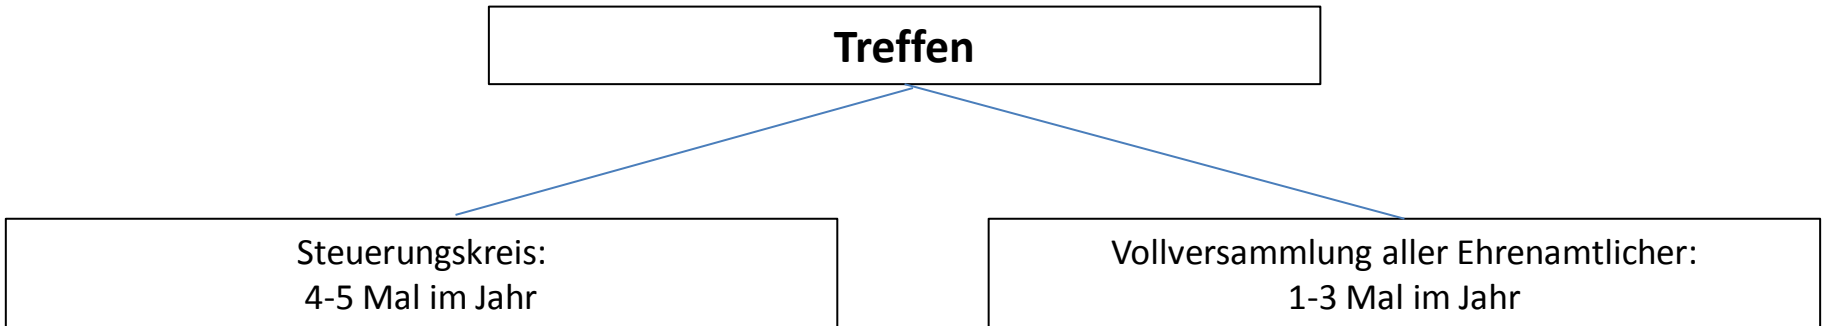 Treffen
Steuerungskreis:
4-5 Mal im Jahr
Vollversammlung aller Ehrenamtlicher:
1-3 Mal im Jahr